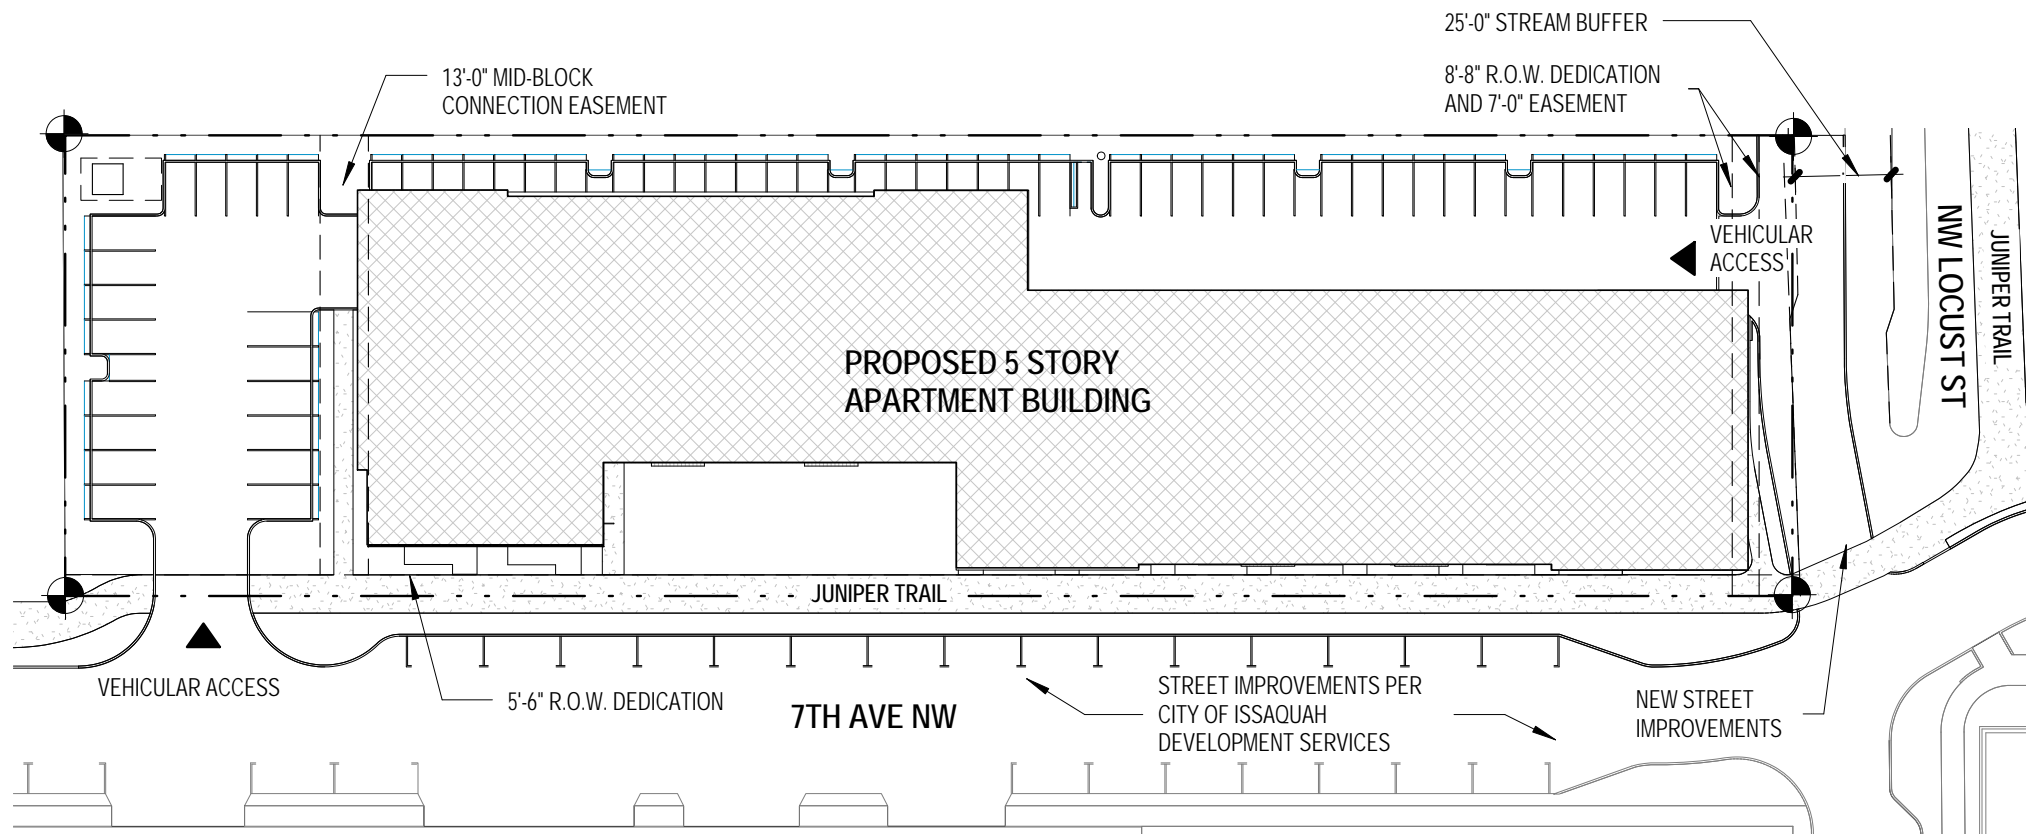 25'-0" STREAM BUFFER
13'-0" MID-BLOCK
CONNECTION EASEMENT
8'-8" R.O.W. DEDICATION
AND 7'-0" EASEMENT
VEHICULAR
ACCESS
NW LOCUST ST
JUNIPER TRAIL
PROPOSED 5 STORY
APARTMENT BUILDING
JUNIPER TRAIL
VEHICULAR ACCESS
5'-6" R.O.W. DEDICATION
7TH AVE NW
STREET IMPROVEMENTS PER
CITY OF ISSAQUAH
DEVELOPMENT SERVICES
NEW STREET
IMPROVEMENTS